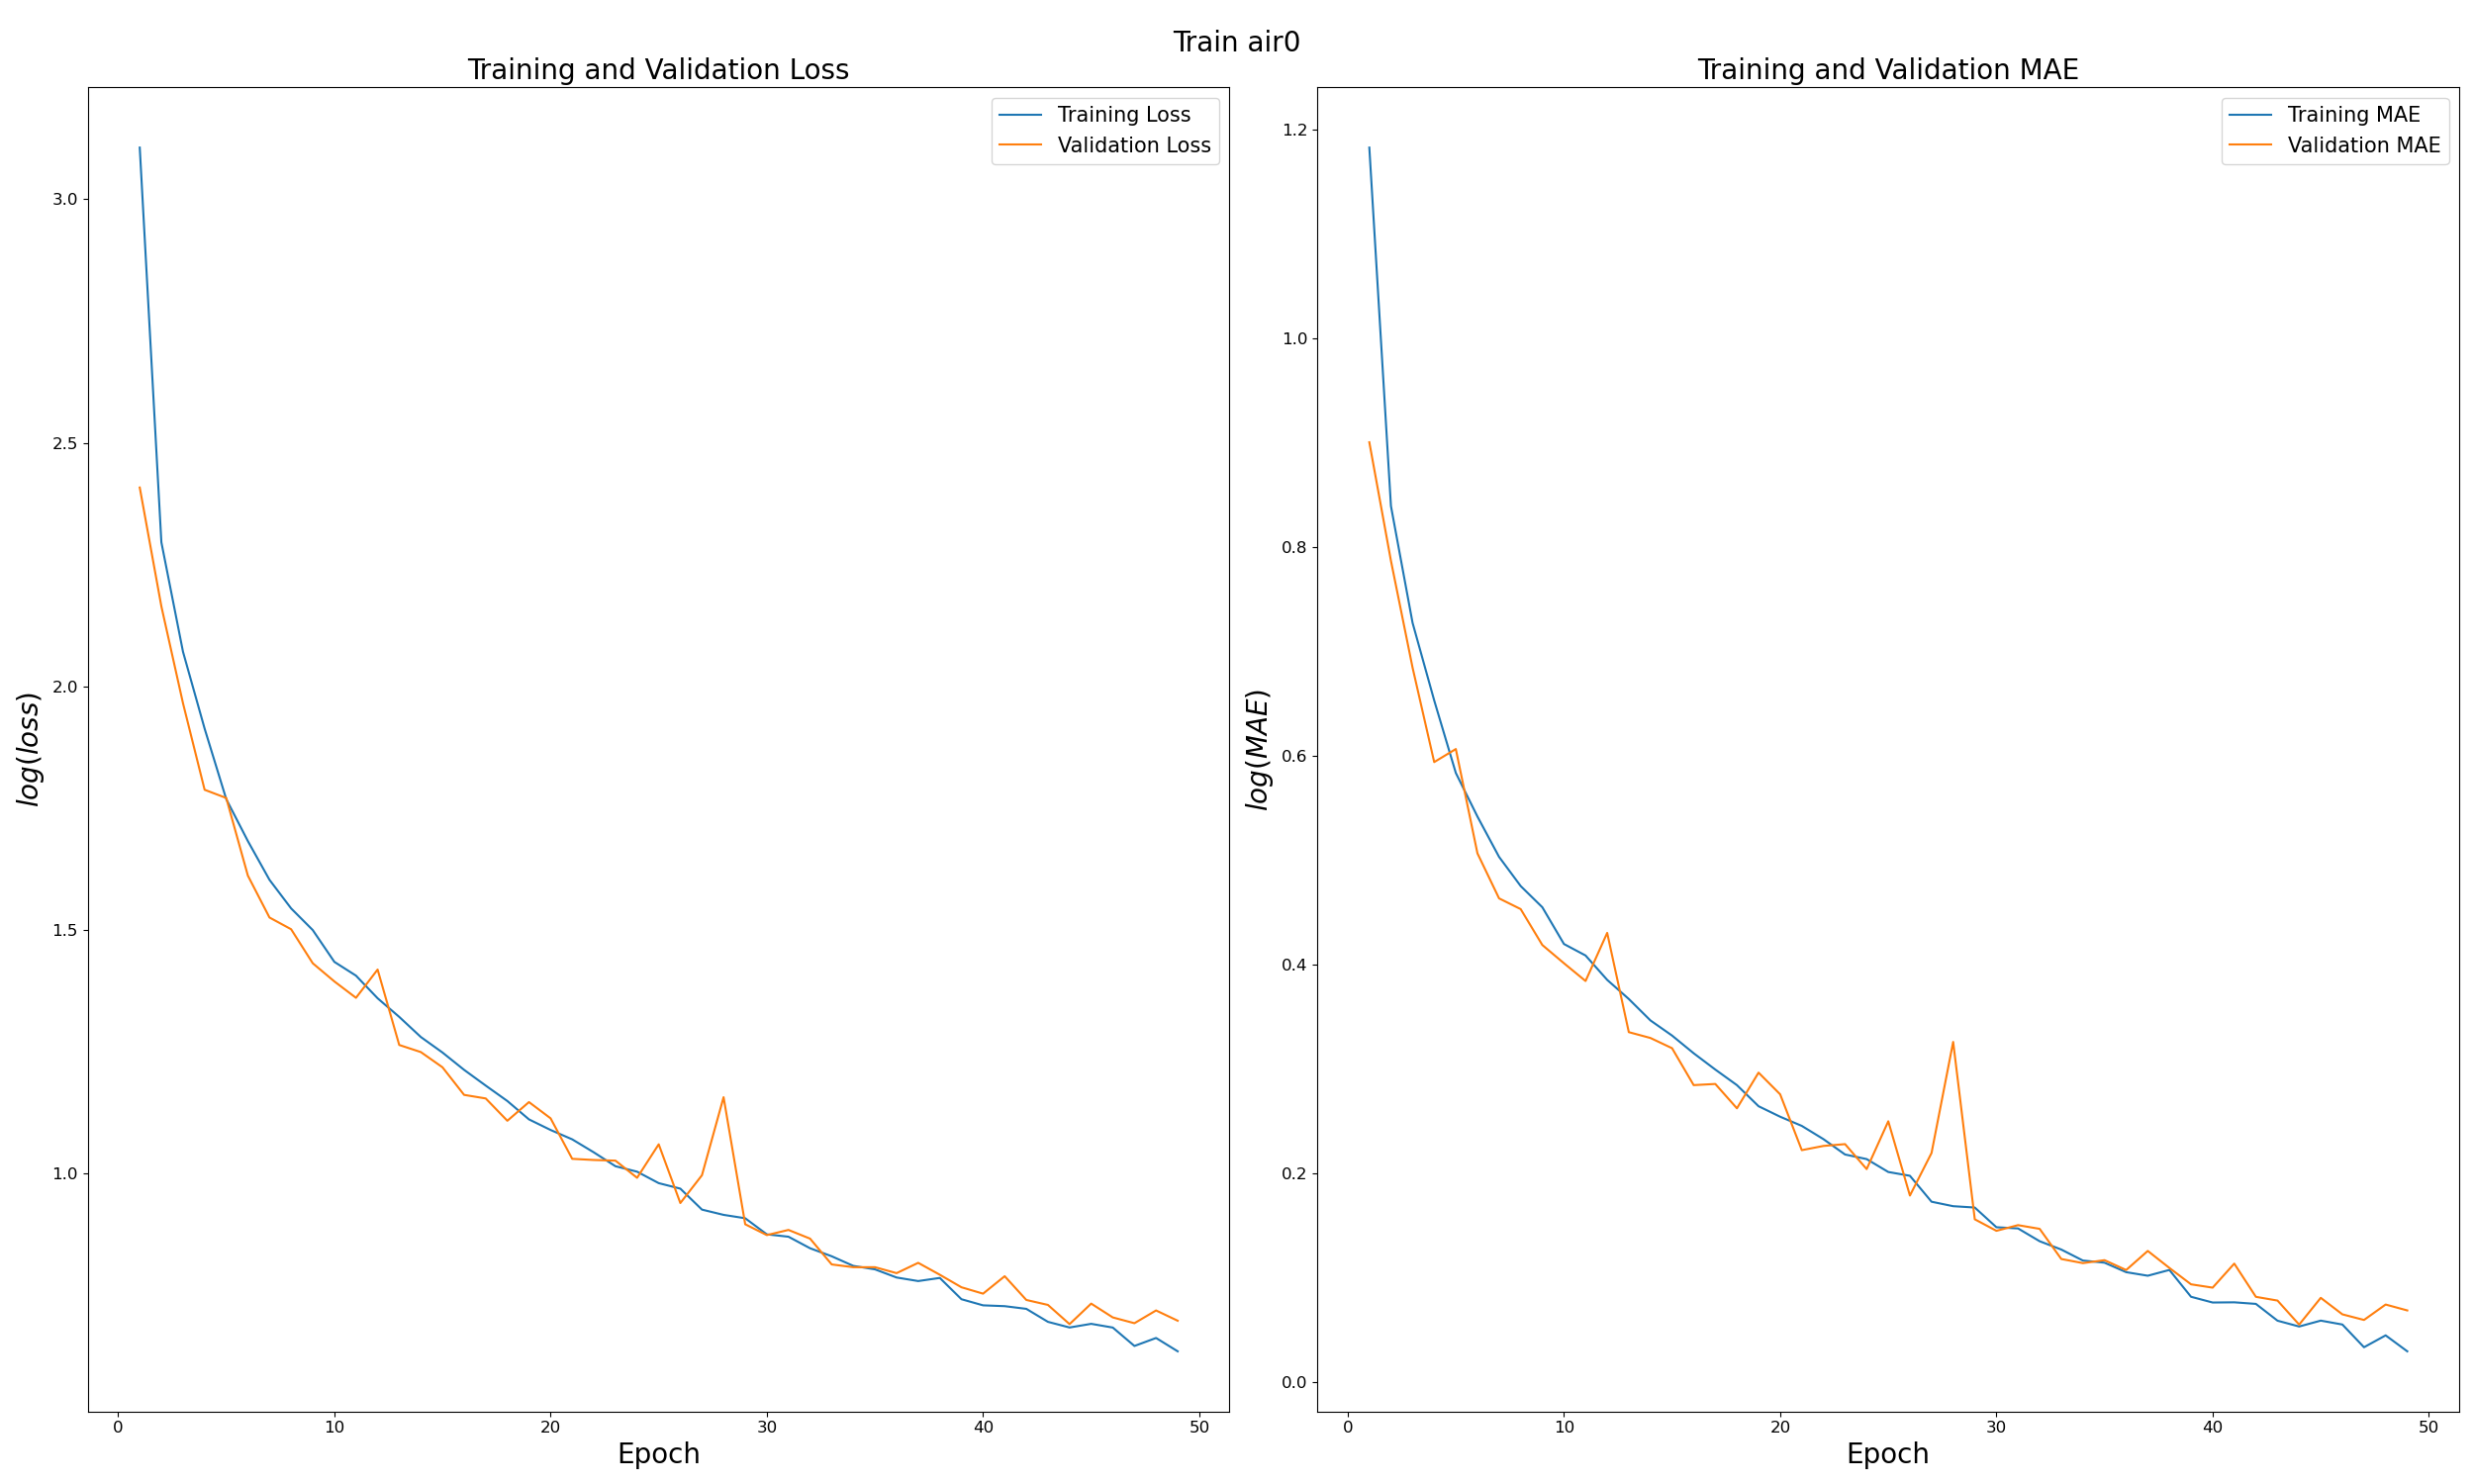 Train air0
Training and Validation Loss
Training Loss
Validation Loss
3.0
2.5
2.0
1.5
1.0
log(loss)
0 10 20 30 40 50
Epoch
Training and Validation MAE
Training MAE
Validation MAE
1.2
1.0
0.8
0.6
0.4
0.2
0.0
log(MAE)
0 10 20 30 40 50
Epoch